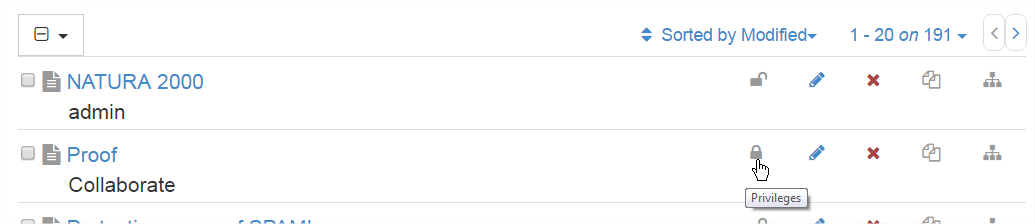 Sorted by Modified 1 - 20 on 191
NATURA 2000
admin
Proof
Collaborate
Privileges